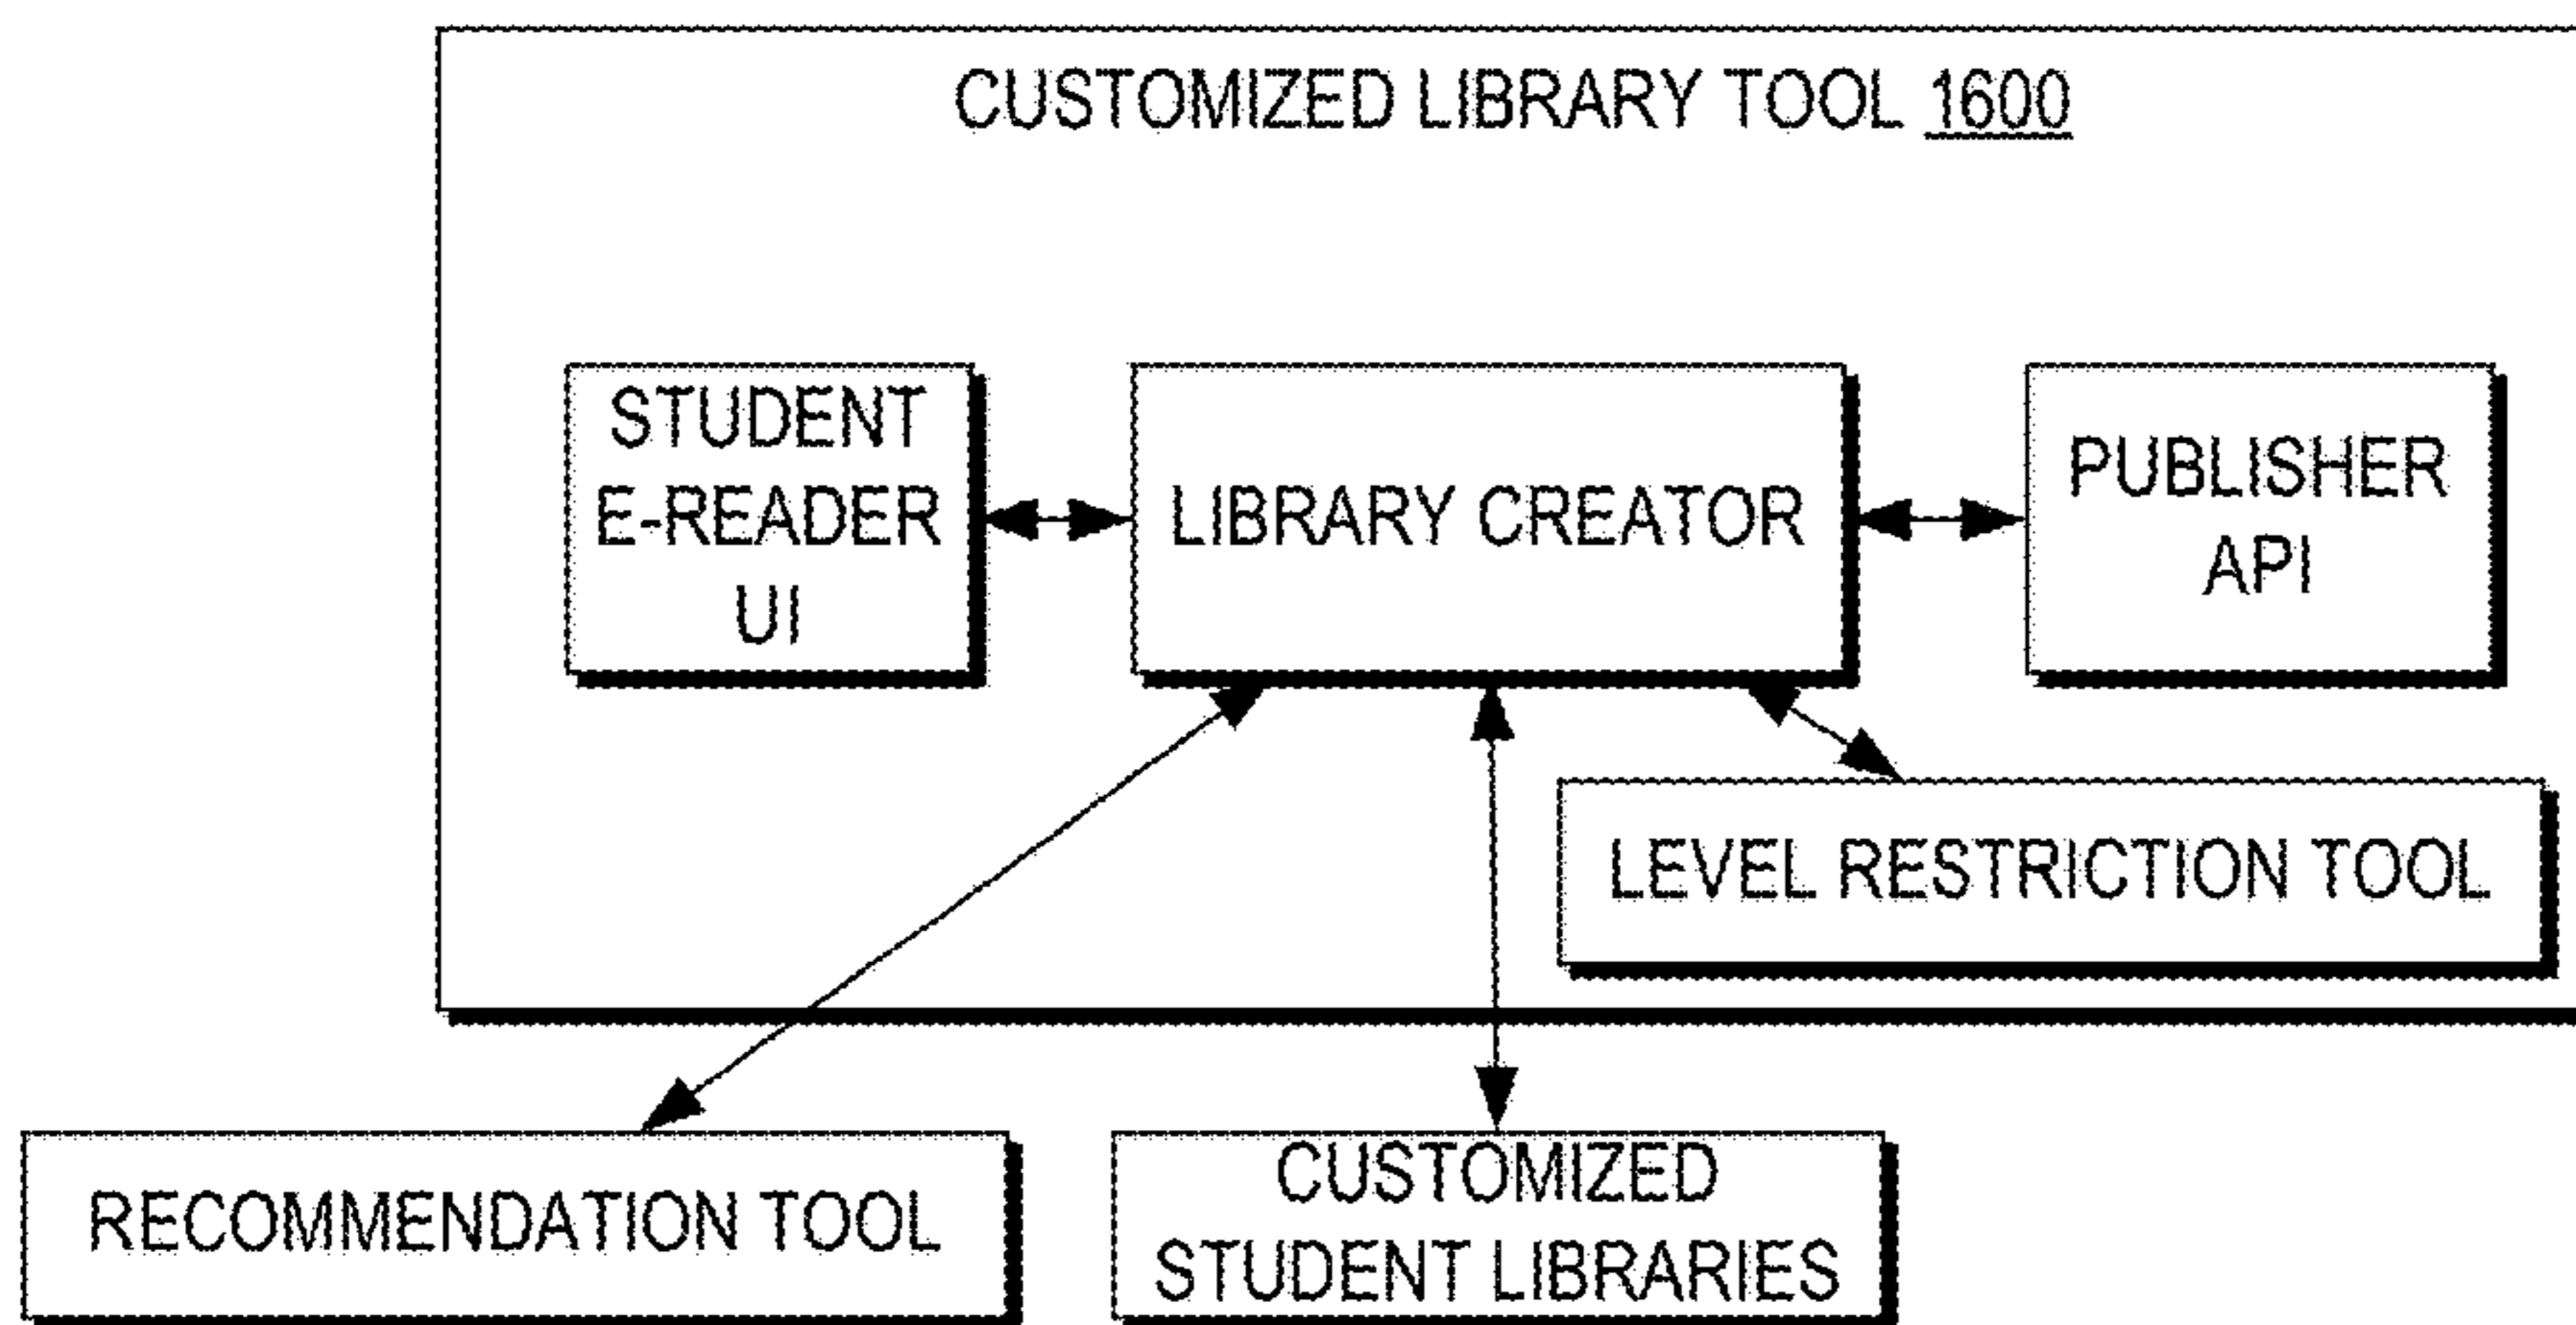 CUSTOMIZED LIBRARY TOOL 1600
STUDENT
E-READER
UI
LIBRARY CREATOR
PUBLISHER
API
LEVEL RESTRICTION TOOL
RECOMMENDATION TOOL
CUSTOMIZED
STUDENT LIBRARIES